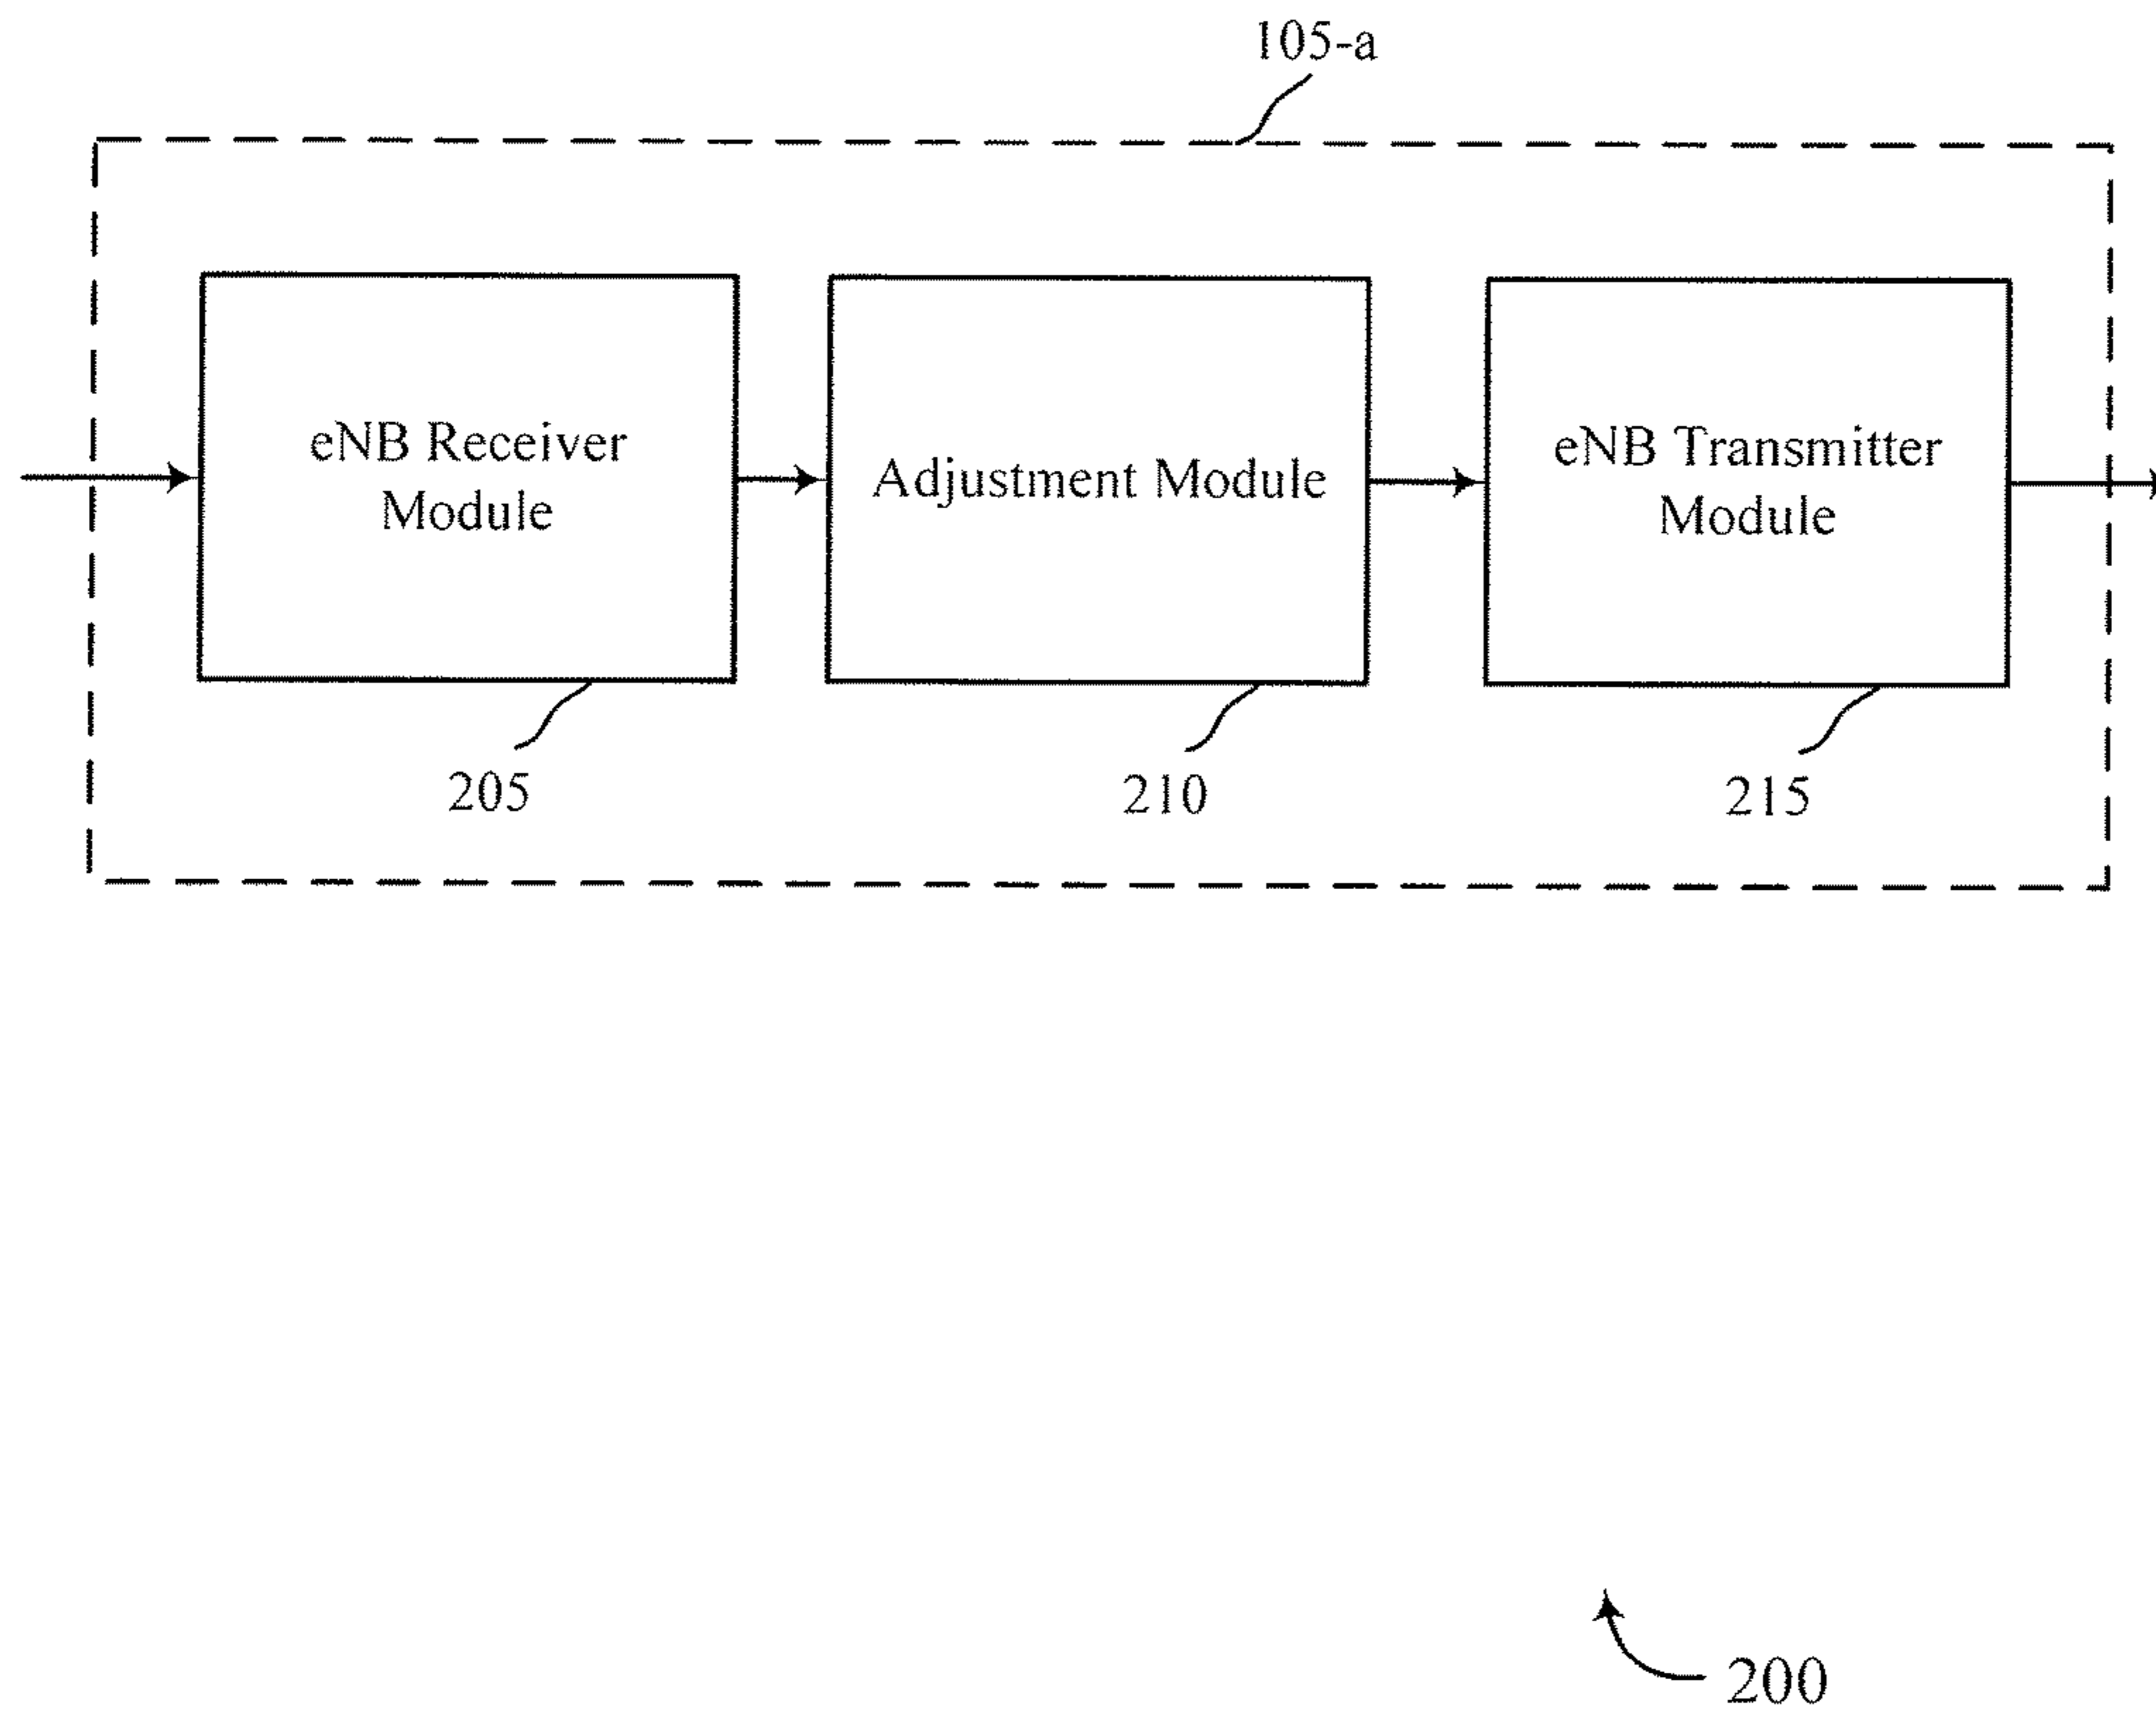 105-a
eNB Receiver
Module
Adjustment Module
eNB Transmitter
Module
205
210
215
200